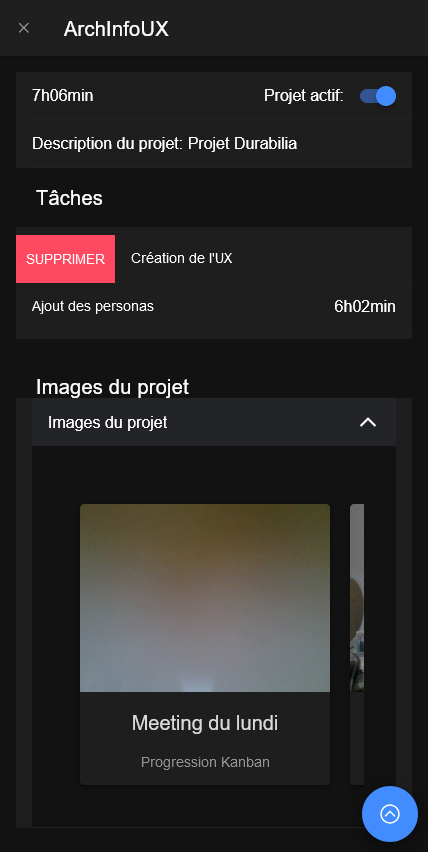 ArchInfoUX
7h06min Projet actif:
Description du projet: Projet Durabilia
Tâches
SUPPRIMER Création de l'UX
Ajout des personas 6h02min
Images du projet
Images du projet
Meeting du lundi
Progression Kanban